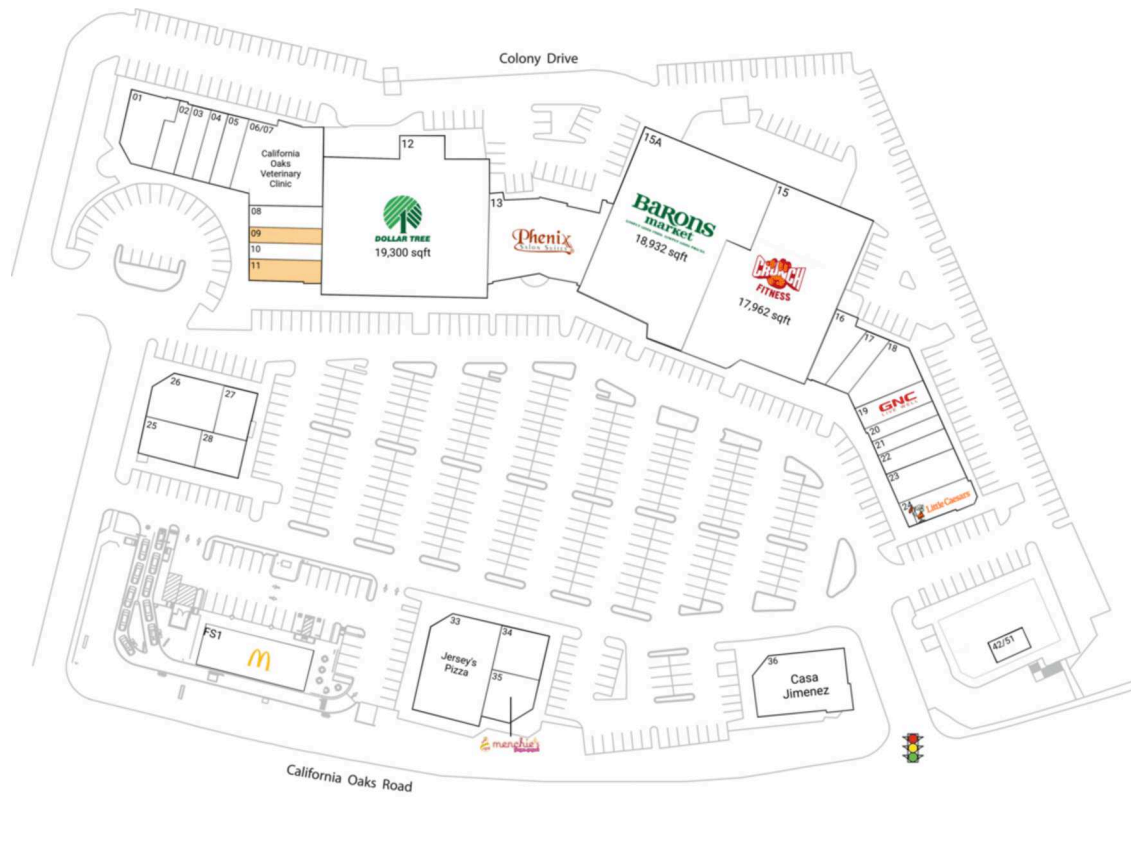 Colony Drive
01
02
03
04
05
06/07
California
Oaks
Veterinary
Clinic
08
09
10
11
12
DOLLAR TREE
19,300 sqft
13
Phenix
Salon Suites
15A
BARONS
market
18,932 sqft
15
CRUNCH
FITNESS
17,962 sqft
16
17
18
19
GNC
LIVE WELL
20
21
22
23
24
Little Caesars
25
26
27
28
FS1
33
Jersey's
Pizza
34
35
menchie's
36
Casa
Jimenez
42/51
California Oaks Road